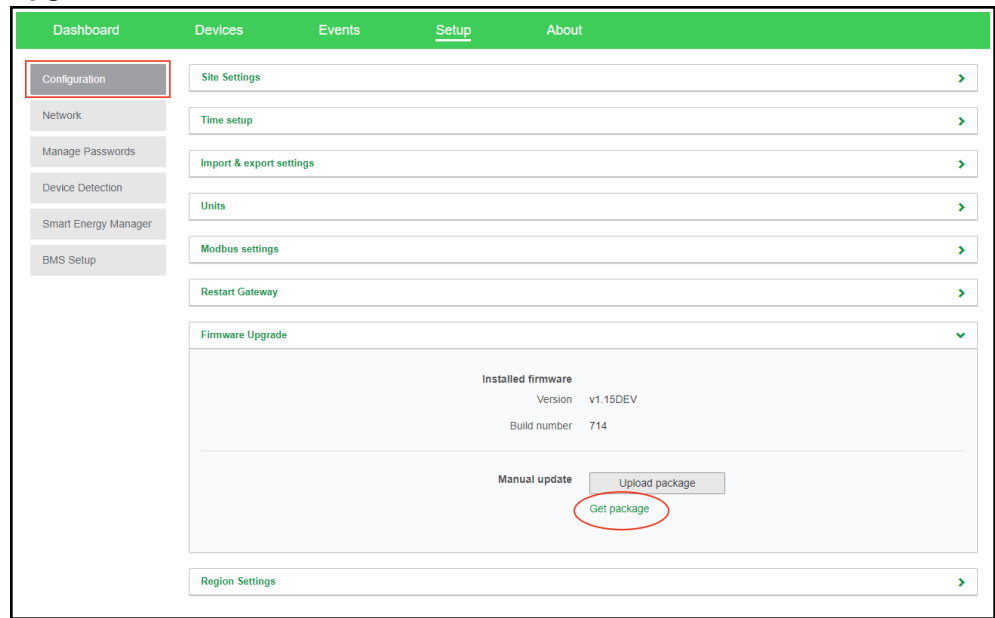 Dashboard Devices Events Setup About
Configuration
Network
Manage Passwords
Device Detection
Smart Energy Manager
BMS Setup
Site Settings
Time setup
Import & export settings
Units
Modbus settings
Restart Gateway
Firmware Upgrade
Installed firmware
Version v1.15DEV
Build number 714
Manual update Upload package
Get package
Region Settings